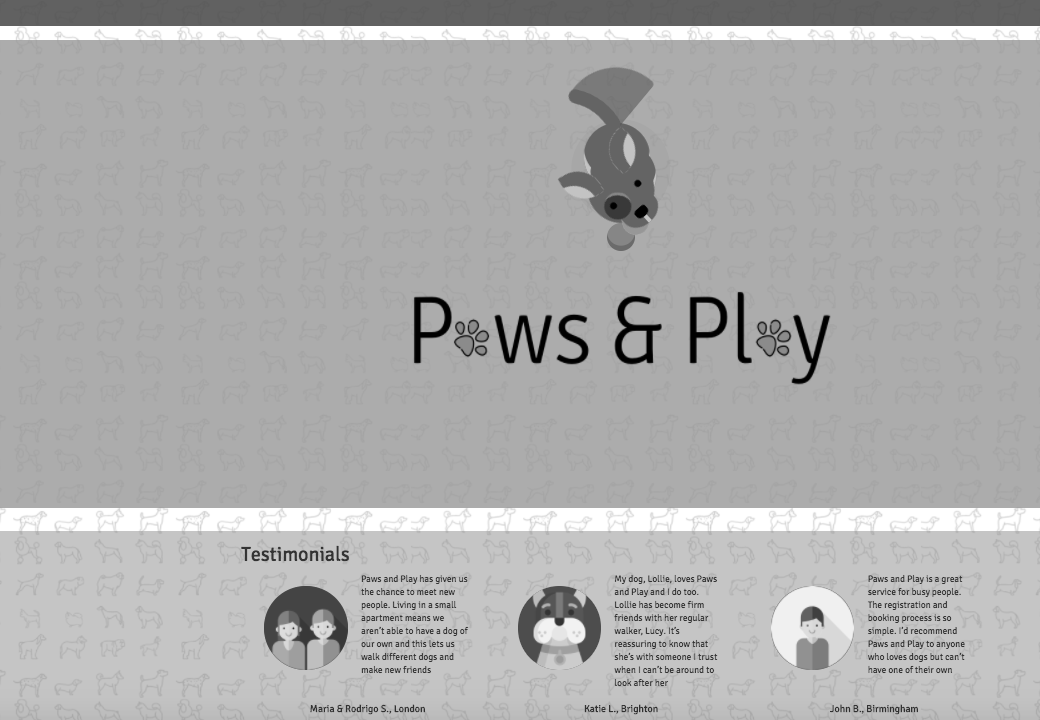 Paws & Play
Testimonials
Paws and Play has given us
the chance to meet new
people. Living in a small
apartment means we
aren't able to have a dog of
our own and this lets us
walk different dogs and
make new friends
Maria & Rodrigo S., London
My dog, Lollie, loves Paws
and Play and I do too.
Lollie has become firm
friends with her regular
walker, Lucy. It's
reassuring to know that
she's with someone I trust
when I can't be around to
look after her
Katie L., Brighton
Paws and Play is a great
service for busy people.
The registration and
booking process is so
simple. I'd recommend
Paws and Play to anyone
who loves dogs but can't
have one of their own
John B., Birmingham